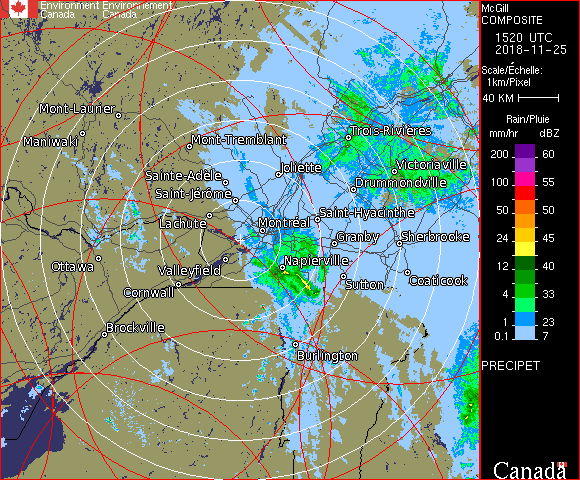 Environment Environnement
Canada Canada
McGill
COMPOSITE
1520 UTC
2018-11-25
Scale/Échelle:
1km/Pixel
40 KM
Rain/Pluie
mm/hr dBZ
200 60
100 55
50 50
24 45
12 40
4 33
1 23
0.1 7
PRECIPET
Canada
Mont-Laurier
Maniwaki
Mont-Tremblant
Trois-Rivières
Joliette
Victoriaville
Sainte-Adèle
Drummondville
Saint-Jérôme
Saint-Hyacinthe
Lachute
Montréal
Granby
Sherbrooke
Ottawa
Valleyfield
Napierville
Coaticook
Cornwall
Sutton
Brockville
Burlington